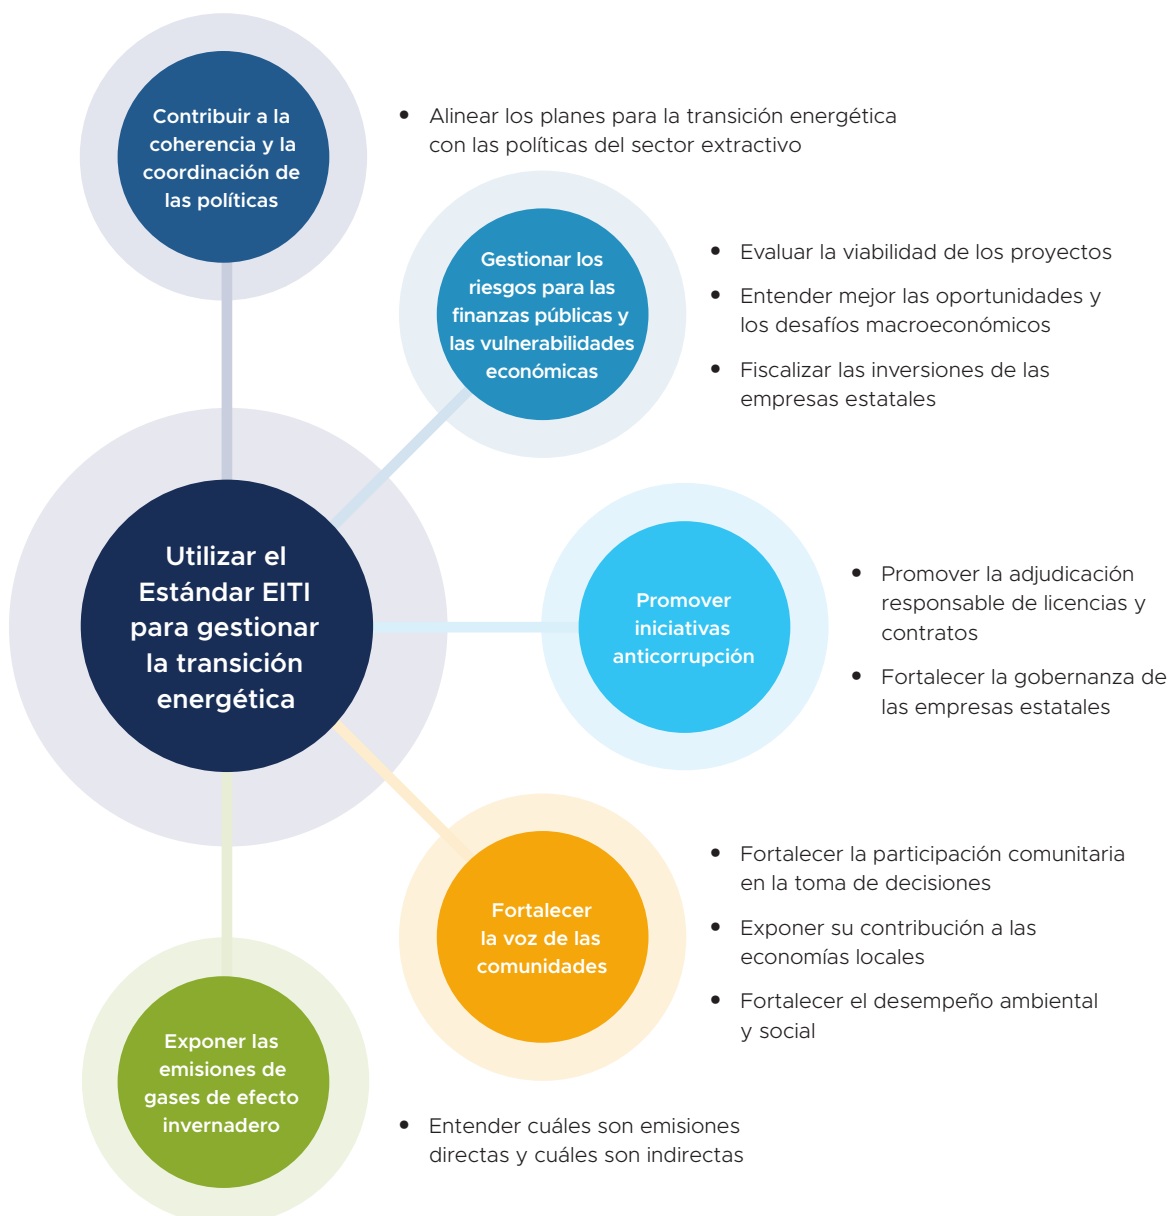 Contribuir a la
coherencia y la
coordinación de
las políticas
• Alinear los planes para la transición energética
con las políticas del sector extractivo
Gestionar los
riesgos para las
finanzas públicas y
las vulnerabilidades
económicas
• Evaluar la viabilidad de los proyectos
• Entender mejor las oportunidades y
los desafíos macroeconómicos
• Fiscalizar las inversiones de las
empresas estatales
Utilizar el
Estándar EITI
para gestionar
la transición
energética
Promover
iniciativas
anticorrupción
• Promover la adjudicación
responsable de licencias y
contratos
• Fortalecer la gobernanza de
las empresas estatales
Fortalecer
la voz de las
comunidades
• Fortalecer la participación comunitaria
en la toma de decisiones
• Exponer su contribución a las
economías locales
• Fortalecer el desempeño ambiental
y social
Exponer las
emisiones de
gases de efecto
invernadero
• Entender cuáles son emisiones
directas y cuáles son indirectas